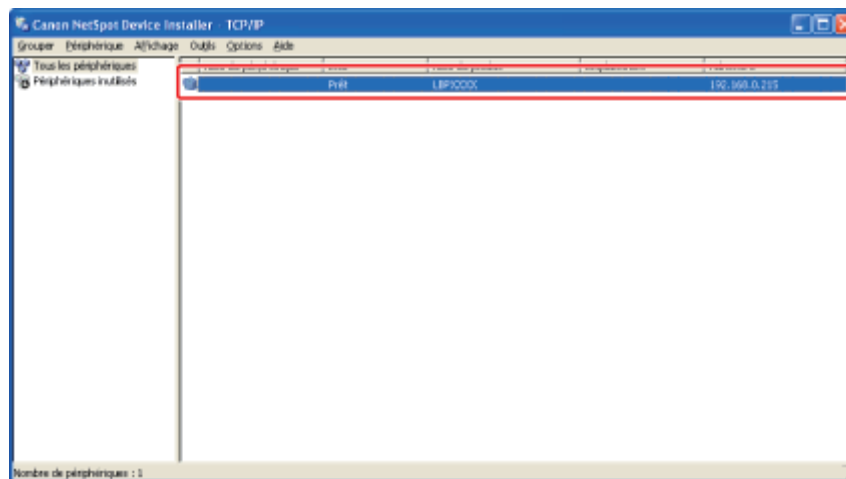 Canon NetSpot Device Installer - TCP/IP
Grouper Périphérique Affichage Outils Options Aide
Tous les périphériques
Périphériques inutilisés
Prêt LBPXXXX 192.168.0.215
Nombre de périphériques : 1